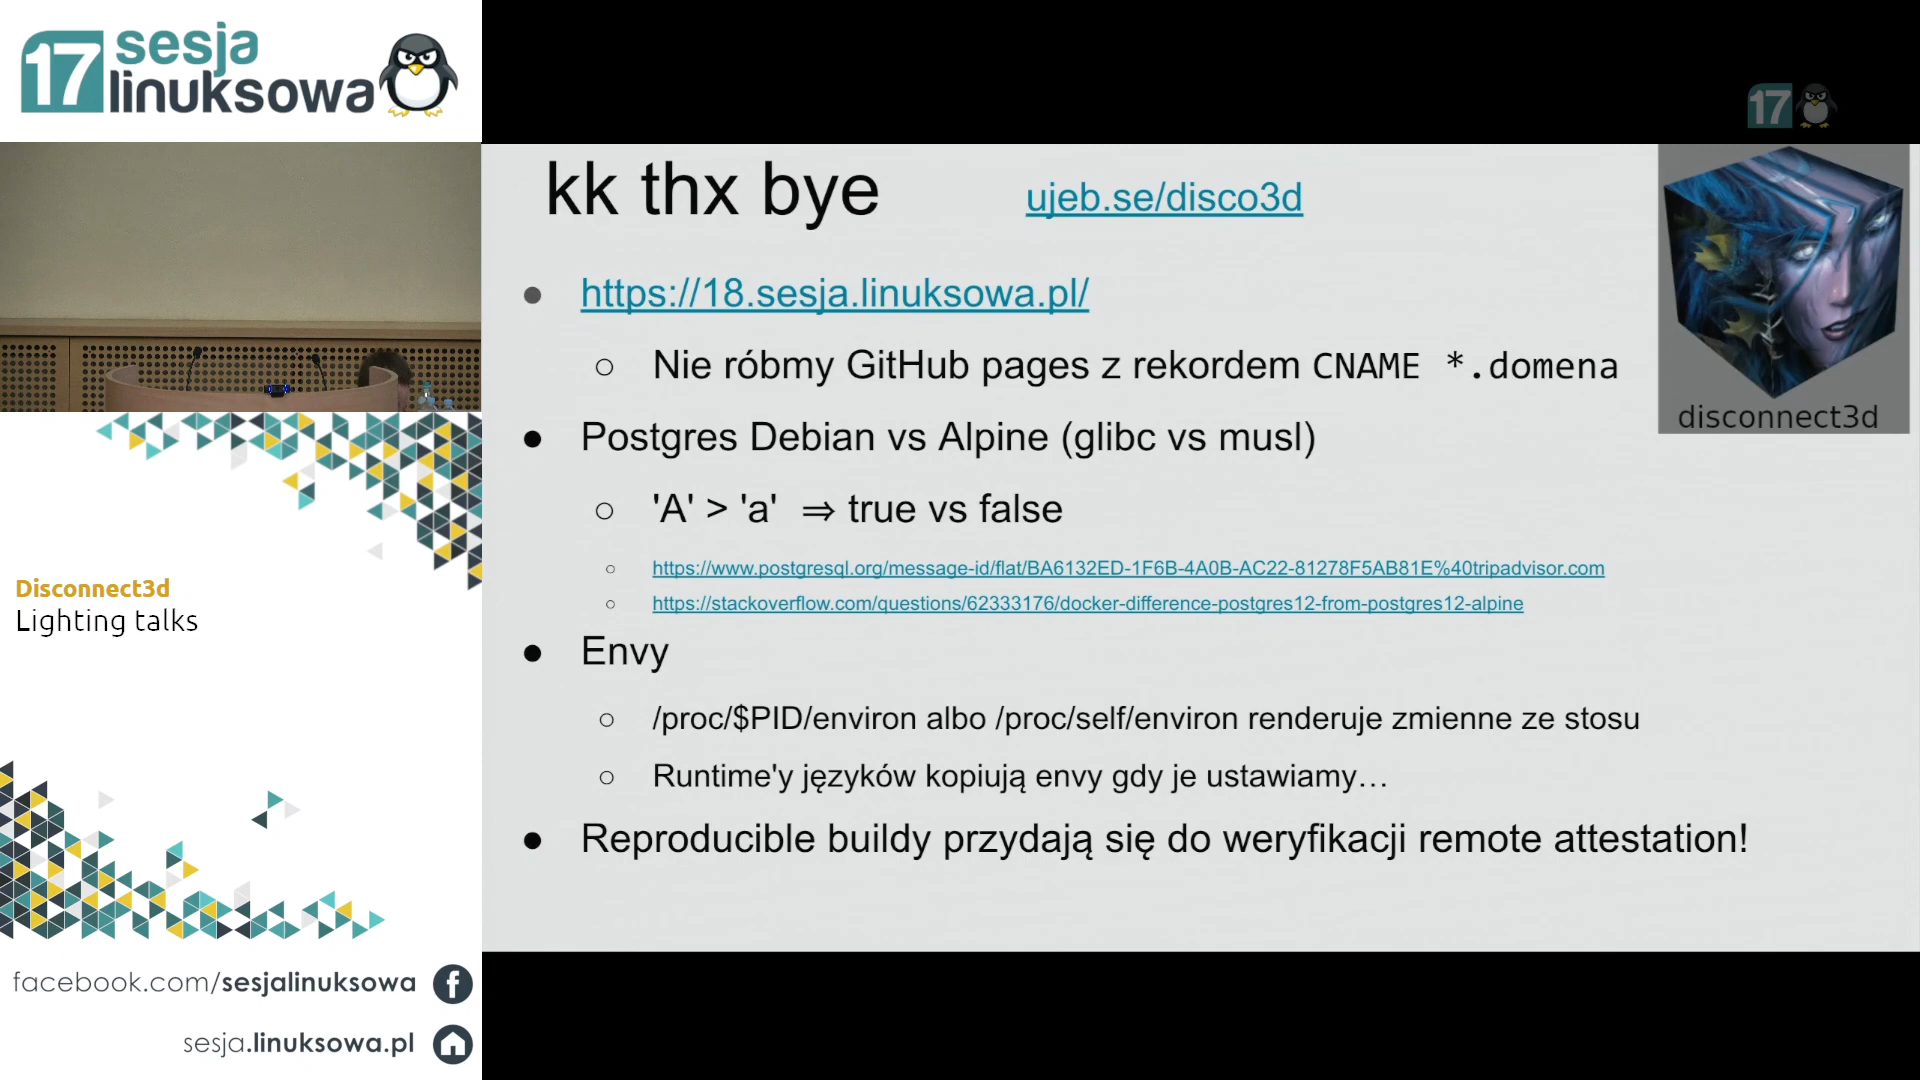 17 sesja
linuksowa
17
kk thx bye
ujeb.se/disco3d
https://18.sesja.linuksowa.pl/
Nie róbmy GitHub pages z rekordem CNAME *.domena
disconnect3d
Postgres Debian vs Alpine (glibc vs musl)
'A' > 'a' ⇒ true vs false
https://www.postgresql.org/message-id/flat/BA6132ED-1F6B-4A0B-AC22-81278F5AB81E%40tripadvisor.com
https://stackoverflow.com/questions/62333176/docker-difference-postgres12-from-postgres12-alpine
Envy
/proc/$PID/environ albo /proc/self/environ renderuje zmienne ze stosu
Runtime'y języków kopiują envy gdy je ustawiamy…
Reproducible buildy przydają się do weryfikacji remote attestation!
Disconnect3d
Lighting talks
facebook.com/sesjalinuksowa
sesja.linuksowa.pl